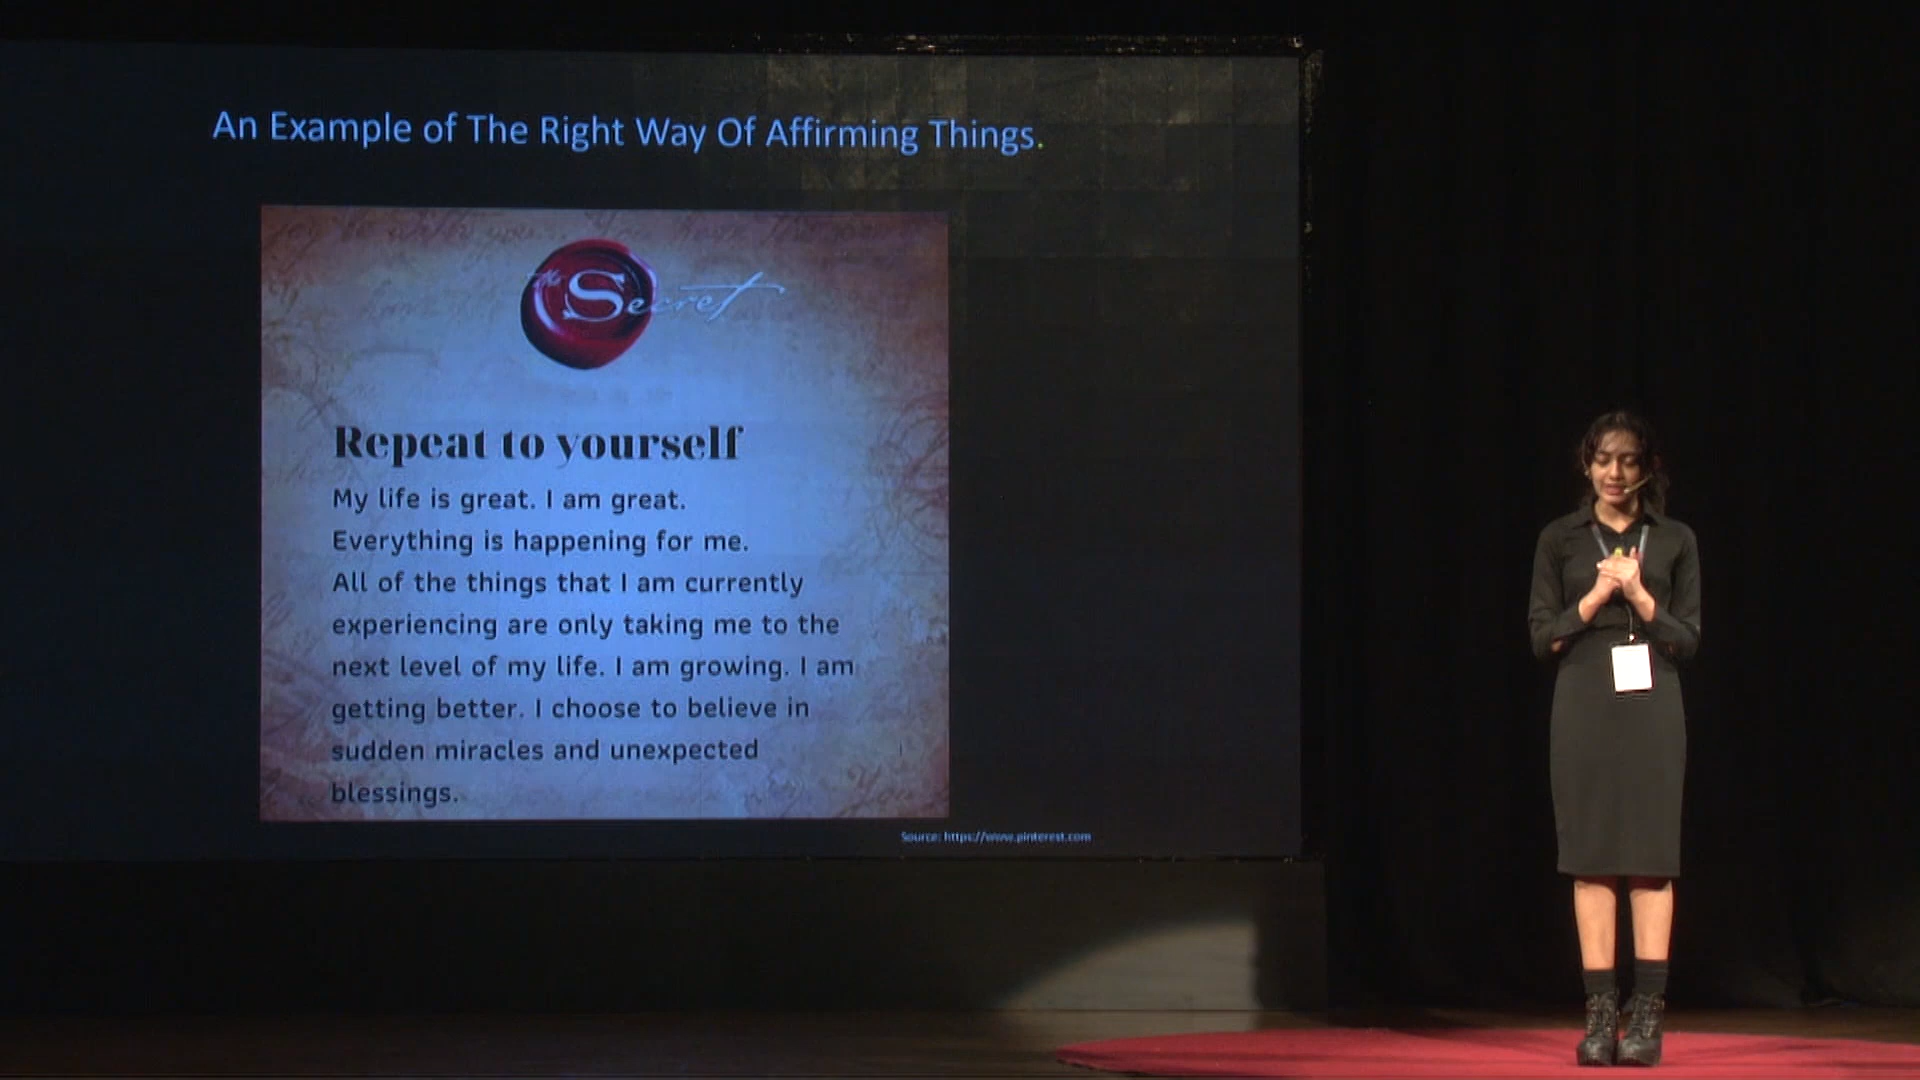 An Example of The Right Way Of Affirming Things.
The Secret
Repeat to yourself
My life is great. I am great.
Everything is happening for me.
All of the things that I am currently
experiencing are only taking me to the
next level of my life. I am growing. I am
getting better. I choose to believe in
sudden miracles and unexpected
blessings.
Source: https://www.pinterest.com